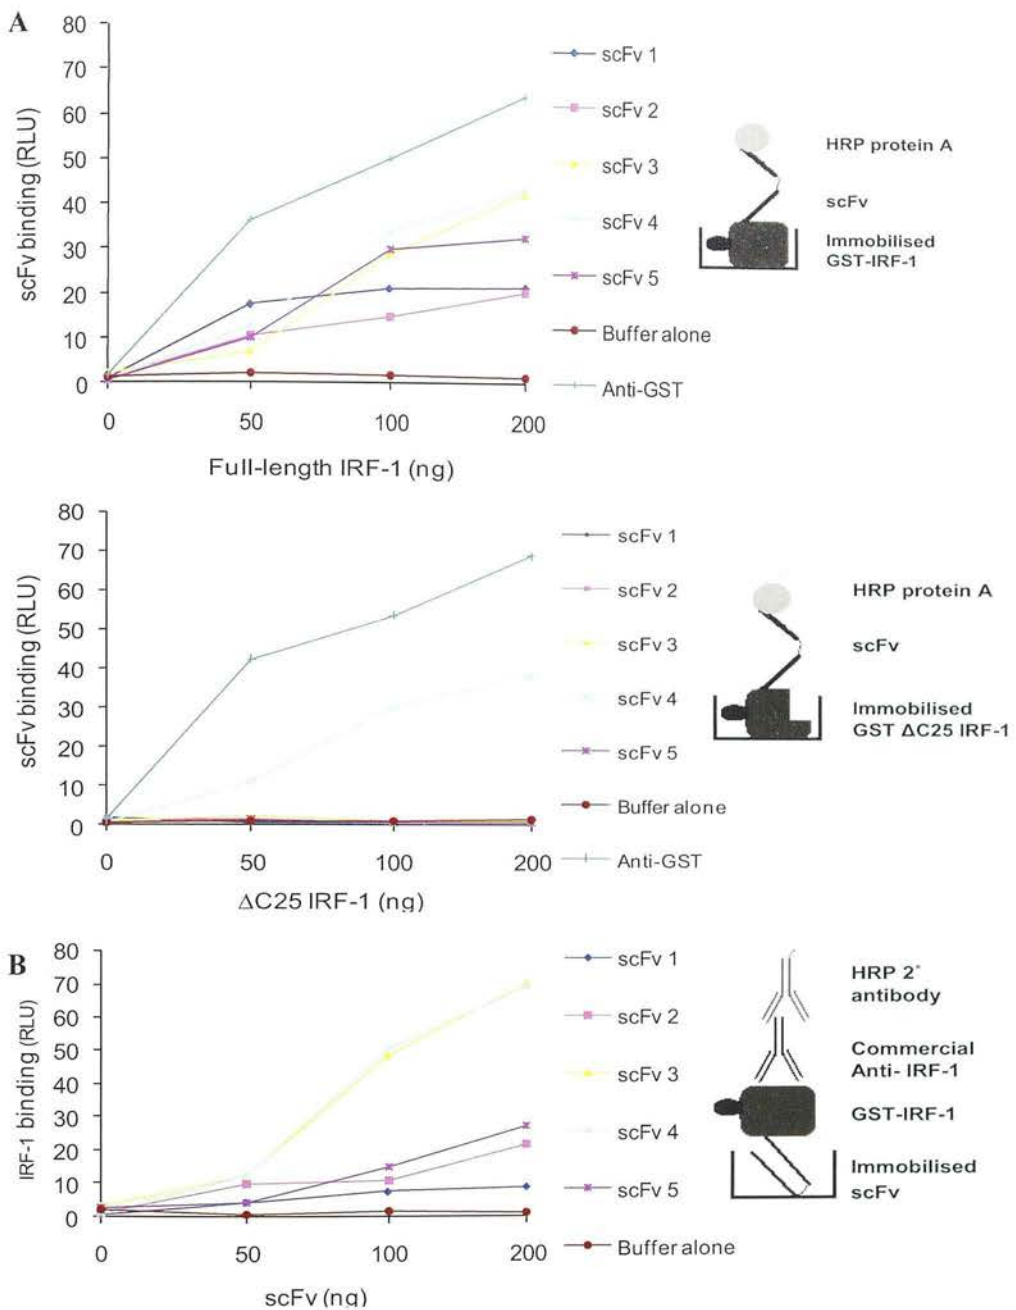 A
80
70
60
50
40
30
20
10
0
scFv binding (RLU)
0 50 100 200
Full-length IRF-1 (ng)
scFv 1
scFv 2
scFv 3
scFv 4
scFv 5
Buffer alone
Anti-GST
HRP protein A
scFv
Immobilised
GST-IRF-1
80
70
60
50
40
30
20
10
0
scFv binding (RLU)
0 50 100 200
ΔC25 IRF-1 (ng)
scFv 1
scFv 2
scFv 3
scFv 4
scFv 5
Buffer alone
Anti-GST
HRP protein A
scFv
Immobilised
GST ΔC25 IRF-1
B
80
70
60
50
40
30
20
10
0
IRF-1 binding (RLU)
0 50 100 200
scFv (ng)
scFv 1
scFv 2
scFv 3
scFv 4
scFv 5
Buffer alone
HRP 2°
antibody
Commercial
Anti- IRF-1
GST-IRF-1
Immobilised
scFv